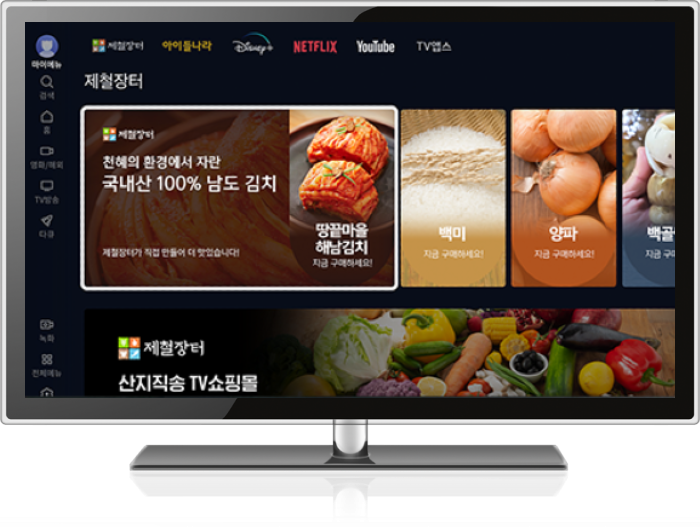 마이메뉴
검색
홈
영화/해외
TV방송
다큐
녹화
전체메뉴
제철장터
아이들나라
Disney+
NETFLIX
YouTube
TV앱스
제철장터
제철장터
천혜의 환경에서 자란
국내산 100% 남도 김치
제철장터가 직접 만들어 더 맛있습니다!
땅끝마을
해남김치
지금 구매하세요!
백미
지금 구매하세요!
양파
지금 구매하세요!
백골
지금
제철장터
산지직송 TV쇼핑몰